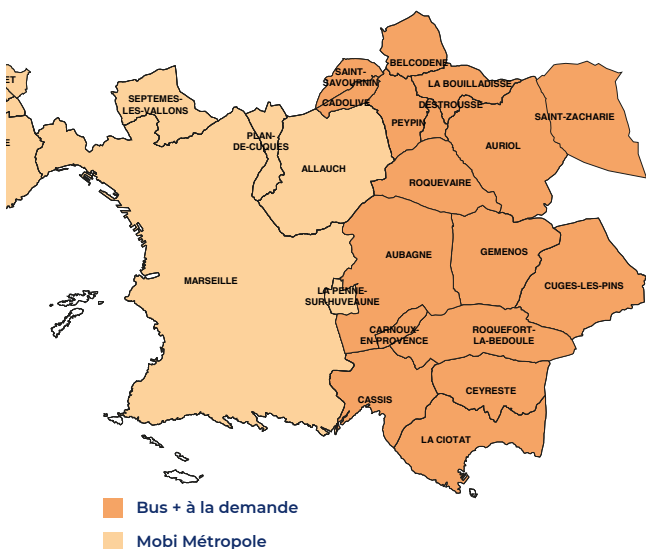 BELCODENE
SAINT-
SAVOURNIN
LA BOUILLADISSE
ET
SEPTEMES-
LES-VALLONS
CADOLIVE
DESTROUSSE
SAINT-ZACHARIE
PEYPIN
PLAN-
DE-CUQUES
E
AURIOL
ALLAUCH
ROQUEVAIRE
AUBAGNE
GEMENOS
MARSEILLE
CUGES-LES-PINS
LA PENNE-
SUR-HUVEAUNE
CARNOUX-
EN-PROVENCE
ROQUEFORT-
LA-BEDOULE
CEYRESTE
CASSIS
LA CIOTAT
Bus + à la demande
Mobi Métropole